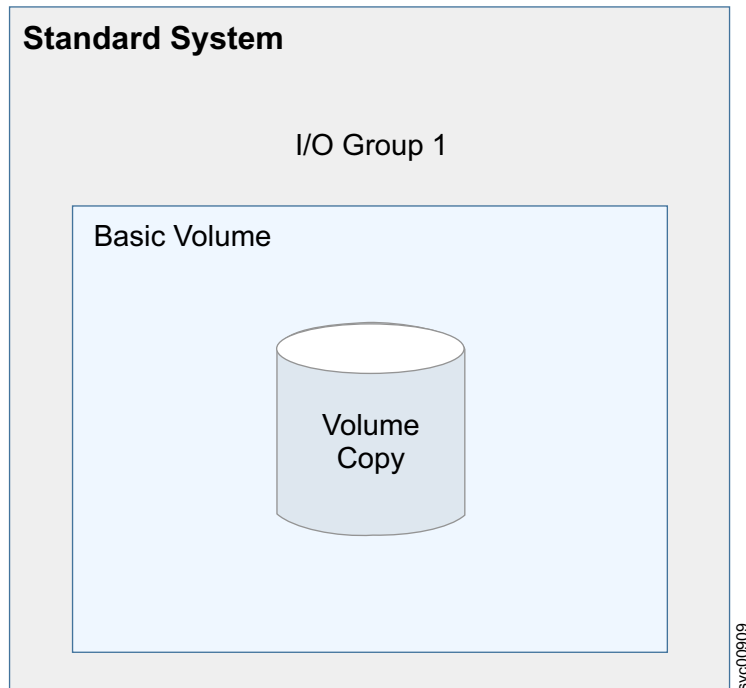 Standard System
I/O Group 1
Basic Volume
Volume
Copy
svc00909